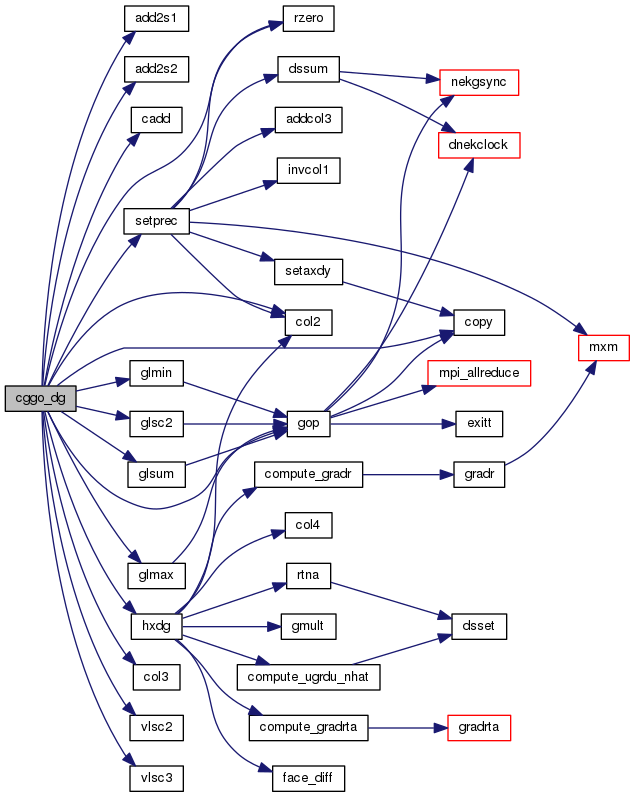 add2s1
rzero
add2s2
dssum
nekgsync
cadd
addcol3
dnekclock
invcol1
setprec
setaxdy
col2
copy
mxm
glmin
mpi_allreduce
cggo_dg
glsc2
gop
exitt
glsum
compute_gradr
gradr
col4
glmax
rtna
hxdg
gmult
dsset
col3
compute_ugrdu_nhat
vlsc2
compute_gradrta
gradrta
vlsc3
face_diff